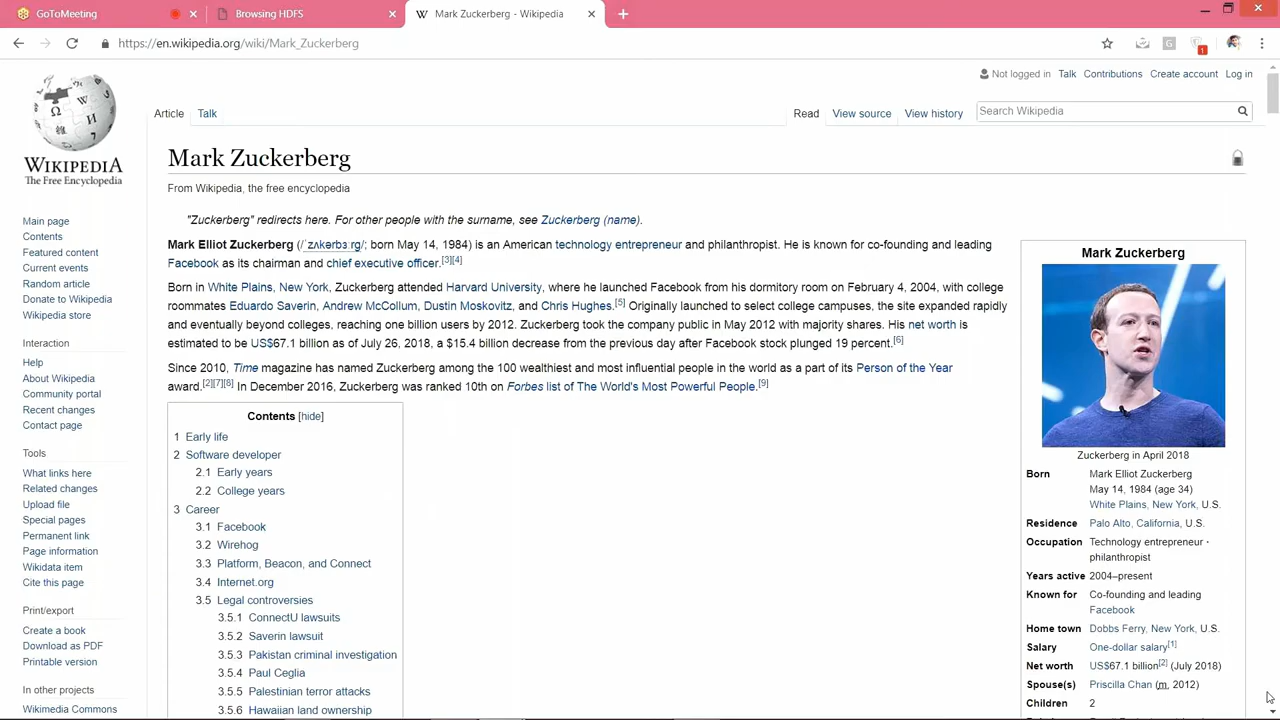 GoToMeeting
Browsing HDFS
Mark Zuckerberg - Wikipedia
https://en.wikipedia.org/wiki/Mark_Zuckerberg
G
1
Not logged in Talk Contributions Create account Log in
Article Talk
Read View source View history
Search Wikipedia
WIKIPEDIA
The Free Encyclopedia
Main page
Contents
Featured content
Current events
Random article
Donate to Wikipedia
Wikipedia store
Interaction
Help
About Wikipedia
Community portal
Recent changes
Contact page
Tools
What links here
Related changes
Upload file
Special pages
Permanent link
Page information
Wikidata item
Cite this page
Print/export
Create a book
Download as PDF
Printable version
In other projects
Wikimedia Commons
Mark Zuckerberg
From Wikipedia, the free encyclopedia
"Zuckerberg" redirects here. For other people with the surname, see Zuckerberg (name).
Mark Elliot Zuckerberg (/ˈzʌkərbɜːrɡ/; born May 14, 1984) is an American technology entrepreneur and philanthropist. He is known for co-founding and leading
Facebook as its chairman and chief executive officer.[3][4]
Born in White Plains, New York, Zuckerberg attended Harvard University, where he launched Facebook from his dormitory room on February 4, 2004, with college
roommates Eduardo Saverin, Andrew McCollum, Dustin Moskovitz, and Chris Hughes.[5] Originally launched to select college campuses, the site expanded rapidly
and eventually beyond colleges, reaching one billion users by 2012. Zuckerberg took the company public in May 2012 with majority shares. His net worth is
estimated to be US$67.1 billion as of July 26, 2018, a $15.4 billion decrease from the previous day after Facebook stock plunged 19 percent.[6]
Since 2010, Time magazine has named Zuckerberg among the 100 wealthiest and most influential people in the world as a part of its Person of the Year
award.[2][7][8] In December 2016, Zuckerberg was ranked 10th on Forbes list of The World's Most Powerful People.[9]
Contents [hide]
1 Early life
2 Software developer
2.1 Early years
2.2 College years
3 Career
3.1 Facebook
3.2 Wirehog
3.3 Platform, Beacon, and Connect
3.4 Internet.org
3.5 Legal controversies
3.5.1 ConnectU lawsuits
3.5.2 Saverin lawsuit
3.5.3 Pakistan criminal investigation
3.5.4 Paul Ceglia
3.5.5 Palestinian terror attacks
3.5.6 Hawaiian land ownership
Mark Zuckerberg
Zuckerberg in April 2018
Born Mark Elliot Zuckerberg
May 14, 1984 (age 34)
White Plains, New York, U.S.
Residence Palo Alto, California, U.S.
Occupation Technology entrepreneur ·
philanthropist
Years active 2004–present
Known for Co-founding and leading
Facebook
Home town Dobbs Ferry, New York, U.S.
Salary One-dollar salary[1]
Net worth US$67.1 billion[2] (July 2018)
Spouse(s) Priscilla Chan (m. 2012)
Children 2